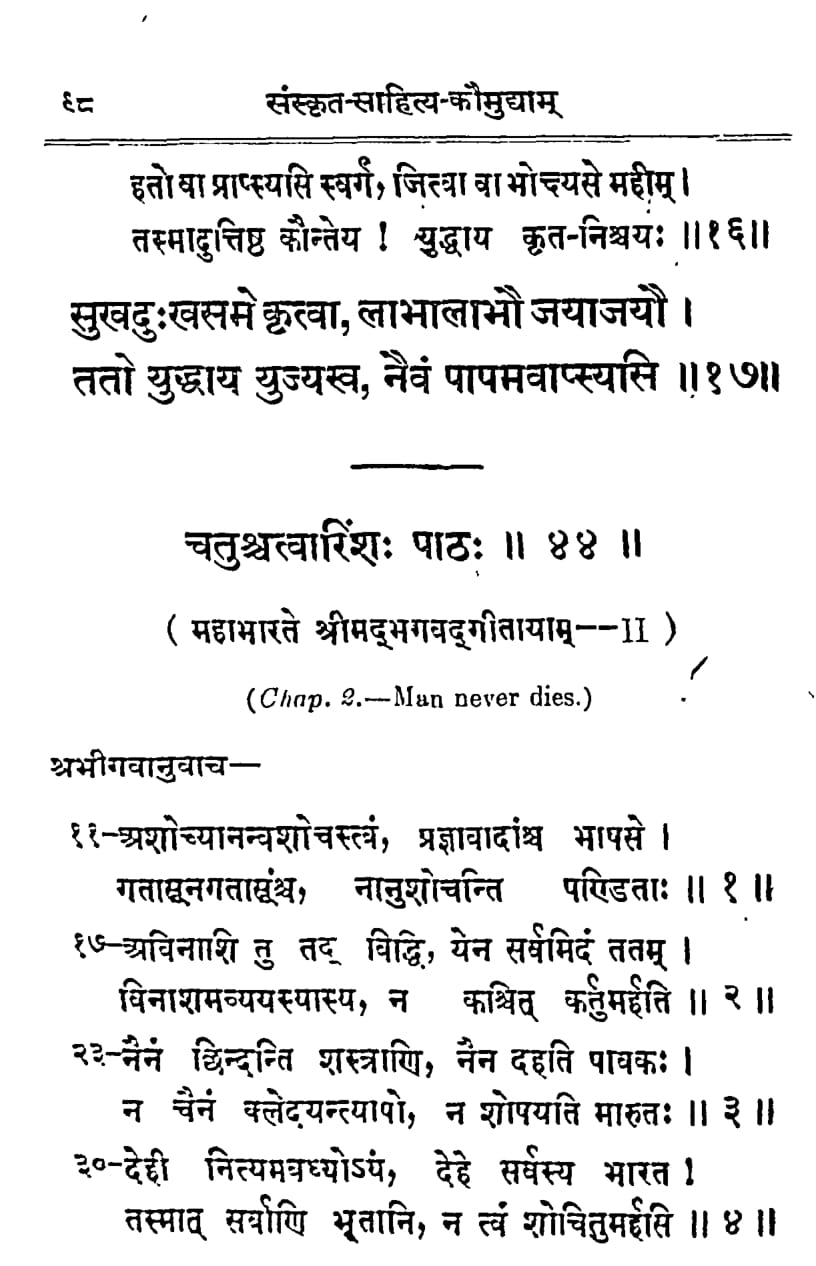 ६८ संस्कृत-साहित्य-कौमुद्याम्
हतो वा प्राप्स्यसि स्वर्गं, जित्वा वा भोक्ष्यसे महीम् ।
तस्मादुत्तिष्ठ कौन्तेय ! युद्धाय कृत-निश्चयः ॥१६॥
सुखदुःखसमे कृत्वा, लाभालाभौ जयाजयौ ।
ततो युद्धाय युज्यस्व, नैवं पापमवाप्स्यसि ॥१७॥
चतुश्चत्वारिंशः पाठः ॥ ४४ ॥
( महाभारते श्रीमद्भगवद्गीतायाम्--II )
(Chap. 2.—Man never dies.)
श्रभीगवानुवाच—
११-अशोच्यानन्वशोचस्त्वं, प्रज्ञावादांश्च भाषसे ।
गतासूनगतासूंश्च, नानुशोचन्ति पण्डिताः ॥ १ ॥
१७-अविनाशि तु तद् विद्धि, येन सर्वमिदं ततम् ।
विनाशमव्ययस्यास्य, न कश्चित् कर्तुमर्हति ॥ २ ॥
२३-नैनं छिन्दन्ति शस्त्राणि, नैन दहति पावकः ।
न चैनं क्लेदयन्त्यापो, न शोषयति मारुतः ॥ ३ ॥
३०-देही नित्यमवध्योऽयं, देहे सर्वस्य भारत !
तस्मात् सर्वाणि भूतानि, न त्वं शोचितुमर्हसि ॥ ४ ॥